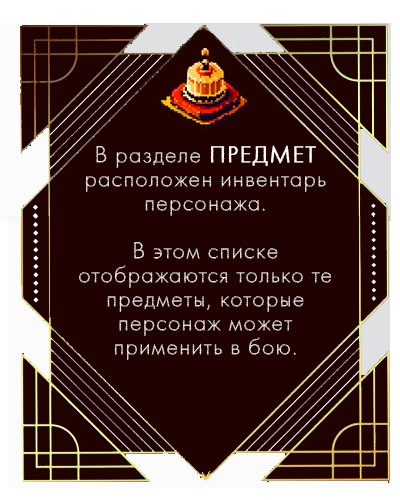 В разделе ПРЕДМЕТ
расположен инвентарь
персонажа.
В этом списке
отображаются только те
предметы, которые
персонаж может
применить в бою.